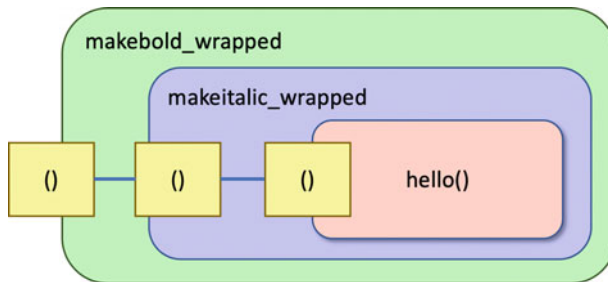 makebold_wrapped
makeitalic_wrapped
() () () hello()